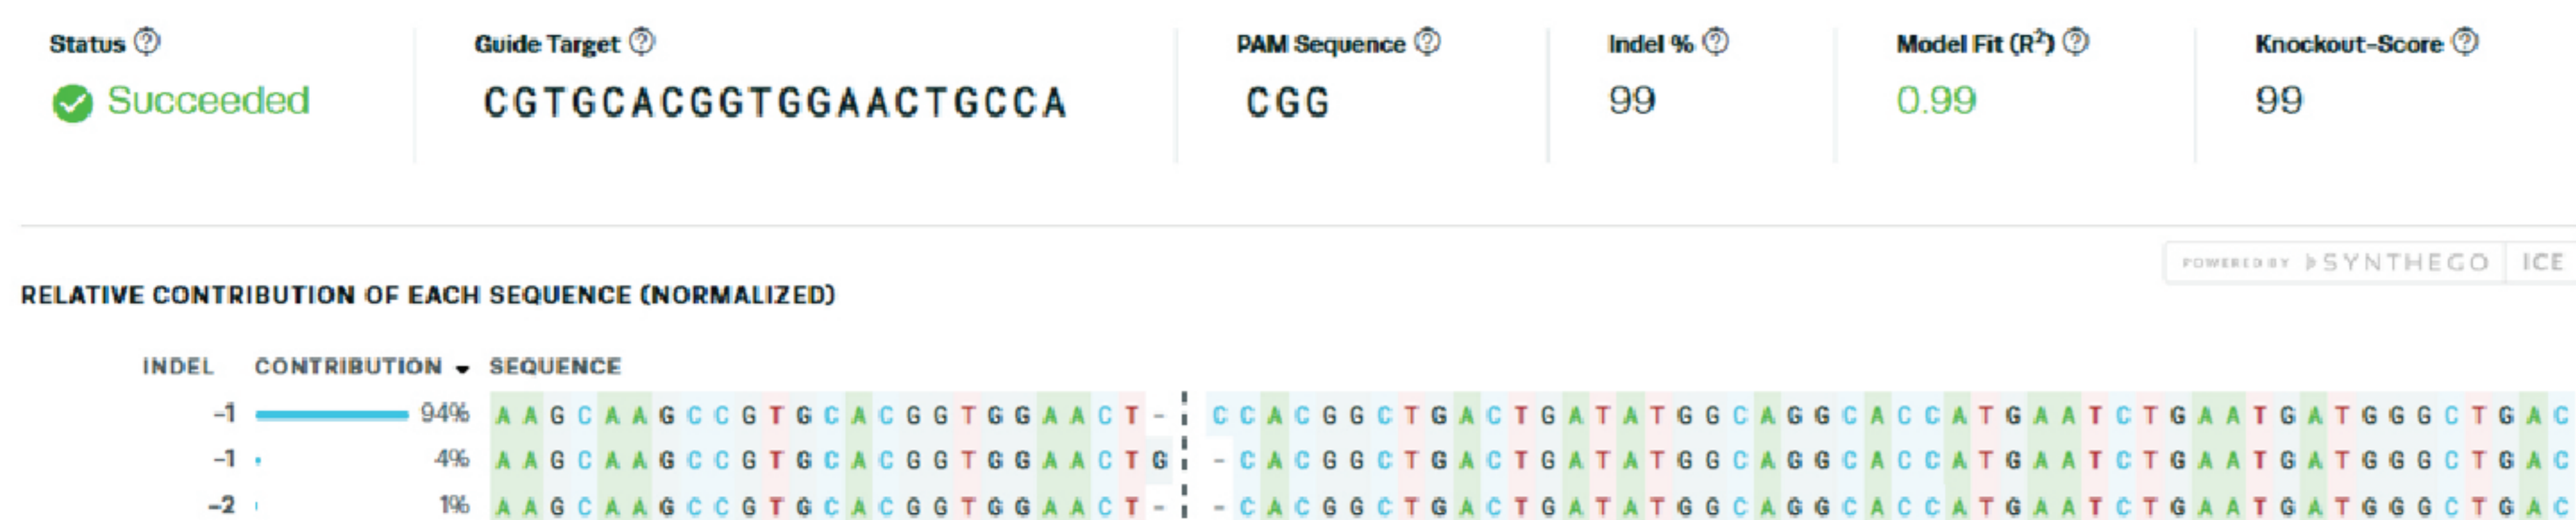 Status Guide Target PAM Sequence Indel % Model Fit (R²) Knockout-Score
Succeeded CGTGCACGGTGGAACTGCCA CGG 99 0.99 99
POWERED BY SYNTHEGO ICE
RELATIVE CONTRIBUTION OF EACH SEQUENCE (NORMALIZED)
INDEL CONTRIBUTION SEQUENCE
-1 94% AAGCAAGCCGTGCACGGTGGAACT-CCACGGCTGACTGATATGGCAGGCACCATGAATCTGAATGATGGGCTGAC
-1 4% AAGCAAGCCGTGCACGGTGGAACTG-CACGGCTGACTGATATGGCAGGCACCATGAATCTGAATGATGGGCTGAC
-2 1% AAGCAAGCCGTGCACGGTGGAACT--CACGGCTGACTGATATGGCAGGCACCATGAATCTGAATGATGGGCTGAC